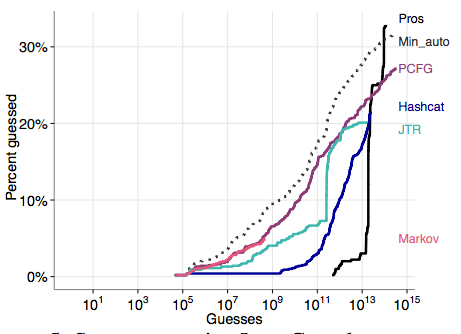 Pros
Min_auto
PCFG
Hashcat
JTR
Markov
Percent guessed
30%
20%
10%
0%
10¹ 10³ 10⁵ 10⁷ 10⁹ 10¹¹ 10¹³ 10¹⁵
Guesses